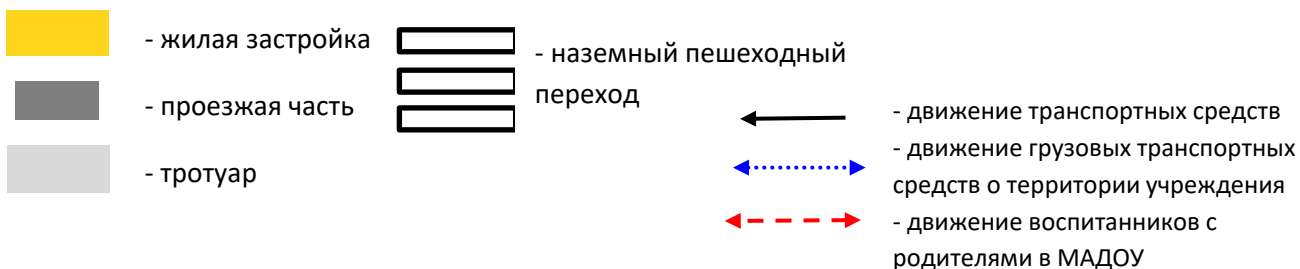 - жилая застройка
- проезжая часть
- тротуар
- наземный пешеходный
переход
- движение транспортных средств
- движение грузовых транспортных
средств о территории учреждения
- движение воспитанников с
родителями в МАДОУ